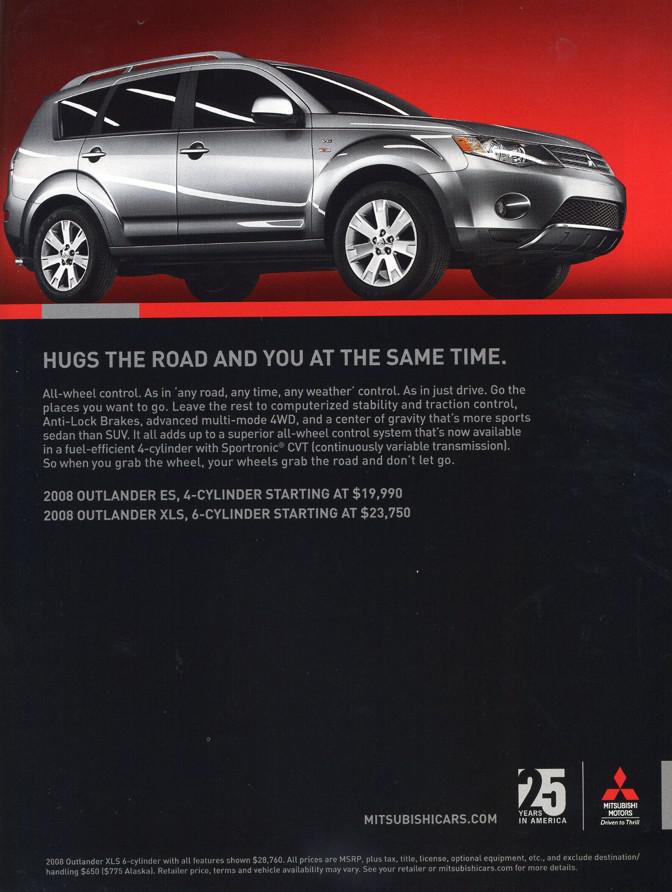 HUGS THE ROAD AND YOU AT THE SAME TIME.
All-wheel control. As in 'any road, any time, any weather' control. As in just drive. Go the
places you want to go. Leave the rest to computerized stability and traction control,
Anti-Lock Brakes, advanced multi-mode 4WD, and a center of gravity that's more sports
sedan than SUV. It all adds up to a superior all-wheel control system that's now available
in a fuel-efficient 4-cylinder with Sportronic® CVT (continuously variable transmission).
So when you grab the wheel, your wheels grab the road and don't let go.
2008 OUTLANDER ES, 4-CYLINDER STARTING AT $19,990
2008 OUTLANDER XLS, 6-CYLINDER STARTING AT $23,750
MITSUBISHICARS.COM
25
YEARS
IN AMERICA
MITSUBISHI
MOTORS
Driven to Thrill
2008 Outlander XLS 6-cylinder with all features shown $28,760. All prices are MSRP, plus tax, title, license, optional equipment, etc., and exclude destination/
handling $650 ($775 Alaska). Retailer price, terms and vehicle availability may vary. See your retailer or mitsubishicars.com for more details.